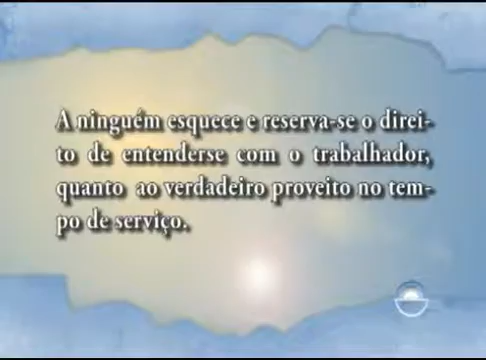 A ninguém esquece e reserva-se o direi-
to de entenderse com o trabalhador,
quanto ao verdadeiro proveito no tem-
po de serviço.